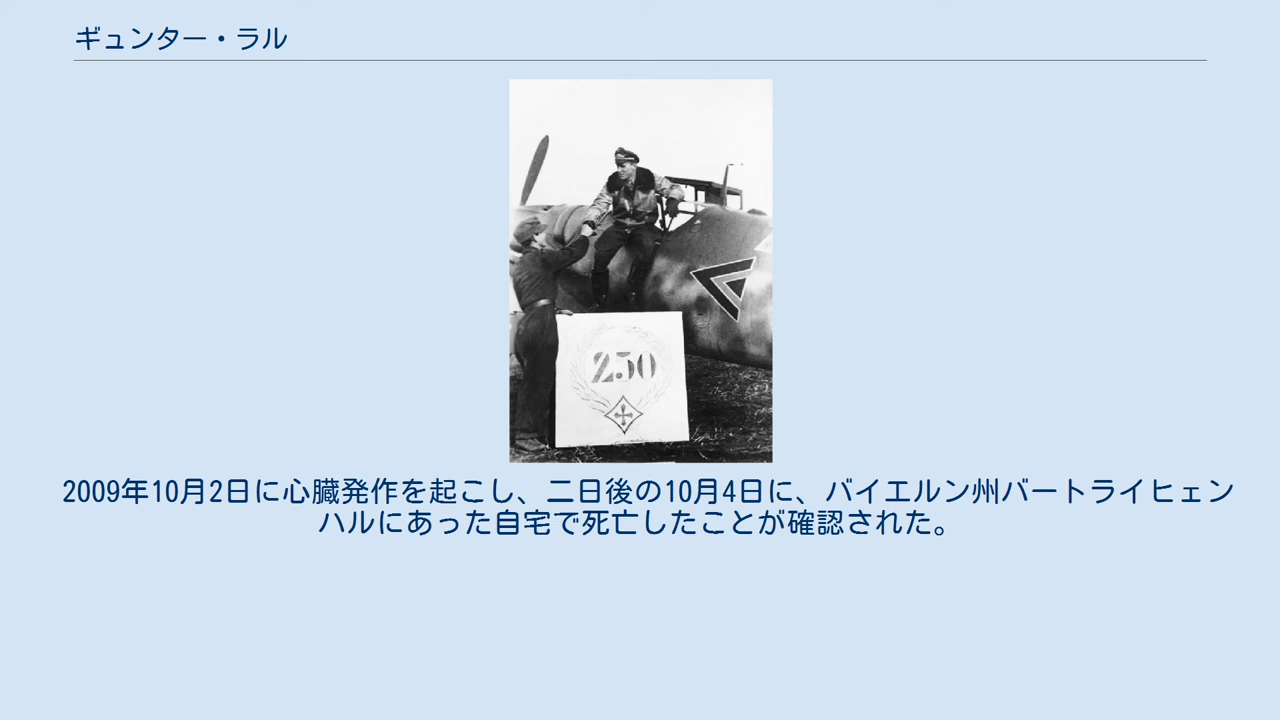 ギュンター・ラル
250
2009年10月2日に心臓発作を起こし、二日後の10月4日に、バイエルン州バートライヒェン
ハルにあった自宅で死亡したことが確認された。